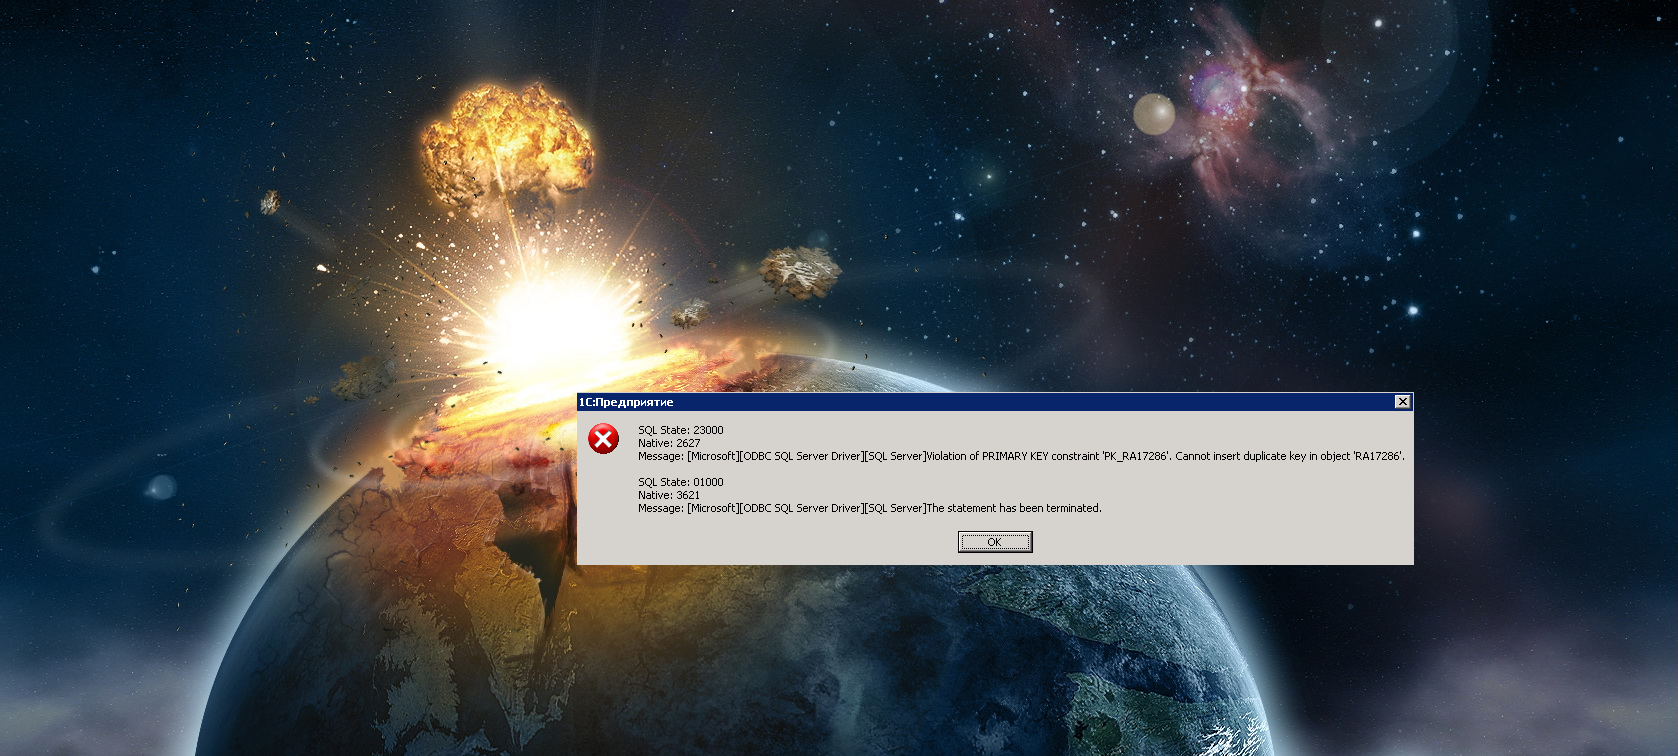 1С:Предприятие
SQL State: 23000
Native: 2627
Message: [Microsoft][ODBC SQL Server Driver][SQL Server]Violation of PRIMARY KEY constraint 'PK_RA17286'. Cannot insert duplicate key in object 'RA17286'.
SQL State: 01000
Native: 3621
Message: [Microsoft][ODBC SQL Server Driver][SQL Server]The statement has been terminated.
OK